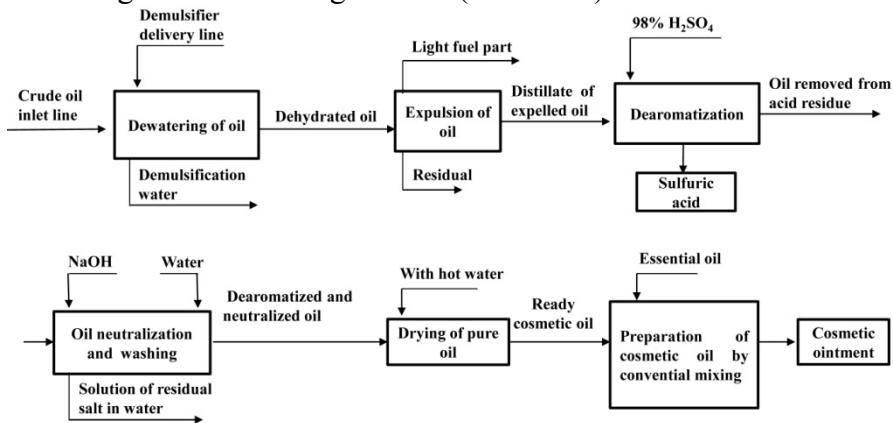 Demulsifier
delivery line
Light fuel part
98% H₂SO₄
Crude oil
inlet line
Dewatering of oil
Dehydrated oil
Expulsion of
oil
Distillate of
expelled oil
Dearomatization
Oil removed from
acid residue
Demulsification
water
Residual
Sulfuric
acid
NaOH
Water
Dearomatized and
neutralized oil
With hot water
Ready
cosmetic oil
Essential oil
Oil neutralization
and washing
Drying of pure
oil
Preparation of
cosmetic oil by
convential mixing
Cosmetic
ointment
Solution of residual
salt in water